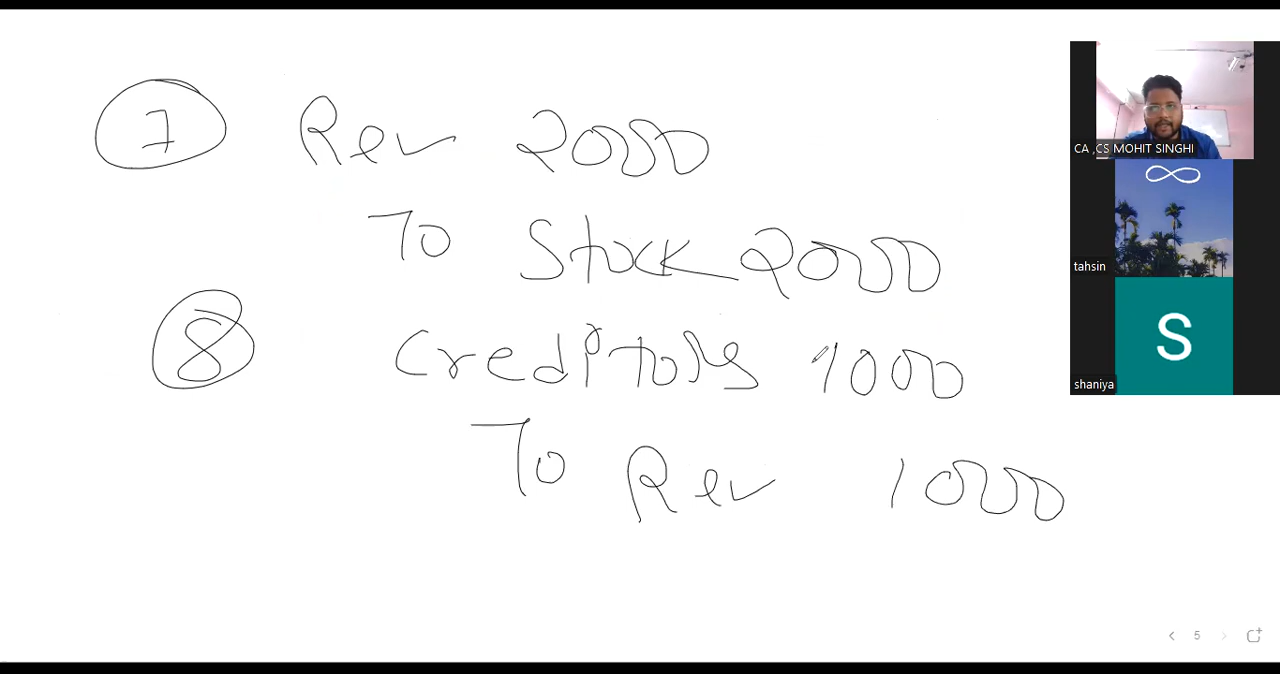 7 Rev 2000
To Stock 2000
8 Creditors 1000
To Rev 1000
CA ,CS MOHIT SINGHI
tahsin
S
shaniya
5